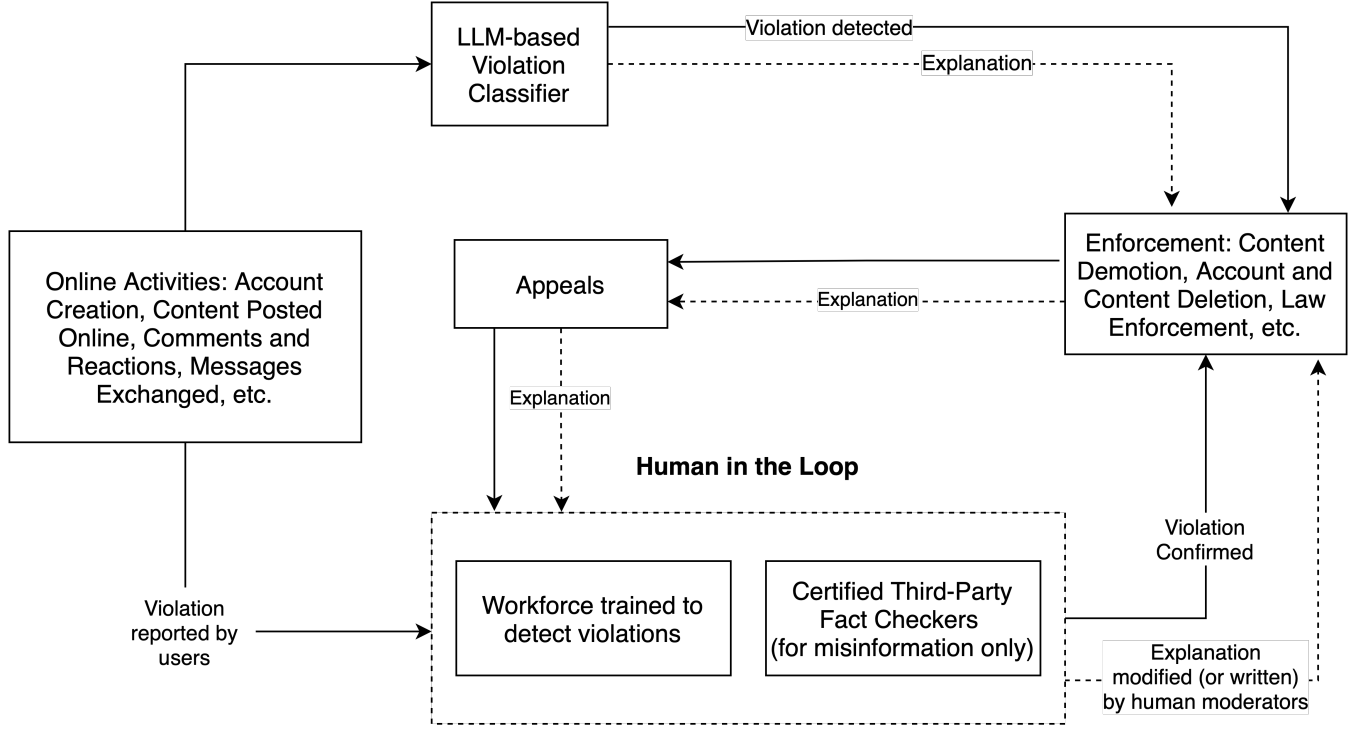 LLM-based
Violation
Classifier
Violation detected
Explanation
Online Activities: Account
Creation, Content Posted
Online, Comments and
Reactions, Messages
Exchanged, etc.
Appeals
Explanation
Enforcement: Content
Demotion, Account and
Content Deletion, Law
Enforcement, etc.
Explanation
Human in the Loop
Violation
reported by
users
Workforce trained to
detect violations
Certified Third-Party
Fact Checkers
(for misinformation only)
Violation
Confirmed
Explanation
modified (or written)
by human moderators